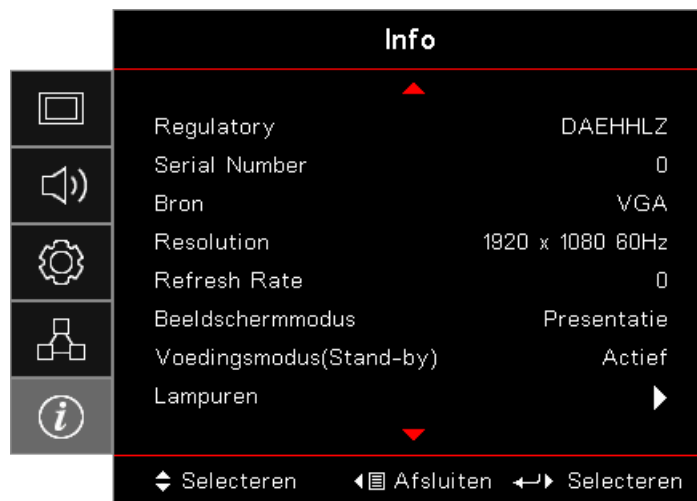 Info
Regulatory DAEHHLZ
Serial Number 0
Bron VGA
Resolution 1920 x 1080 60Hz
Refresh Rate 0
Beeldschermmodus Presentatie
Voedingsmodus(Stand-by) Actief
Lampuren
Selecteren Afsluiten Selecteren